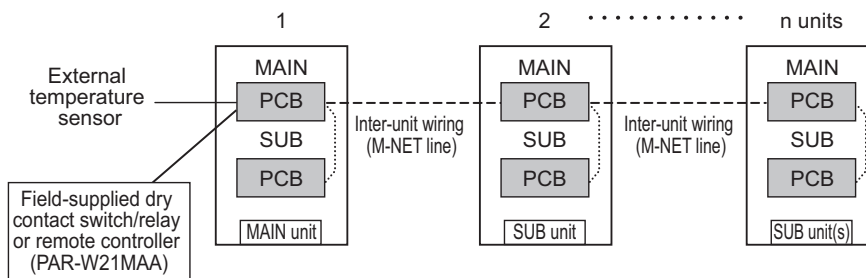 1
2
n units
MAIN
PCB
SUB
PCB
MAIN unit
External
temperature
sensor
Field-supplied dry
contact switch/relay
or remote controller
(PAR-W21MAA)
Inter-unit wiring
(M-NET line)
MAIN
PCB
SUB
PCB
SUB unit
Inter-unit wiring
(M-NET line)
MAIN
PCB
SUB
PCB
SUB unit(s)